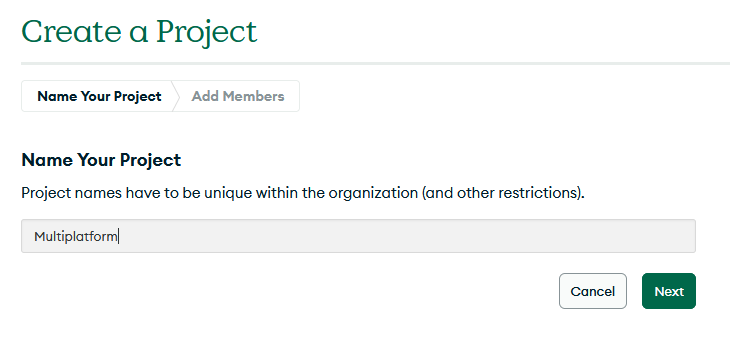 Create a Project
Name Your Project
Add Members
Name Your Project
Project names have to be unique within the organization (and other restrictions).
Multiplatform
Cancel
Next